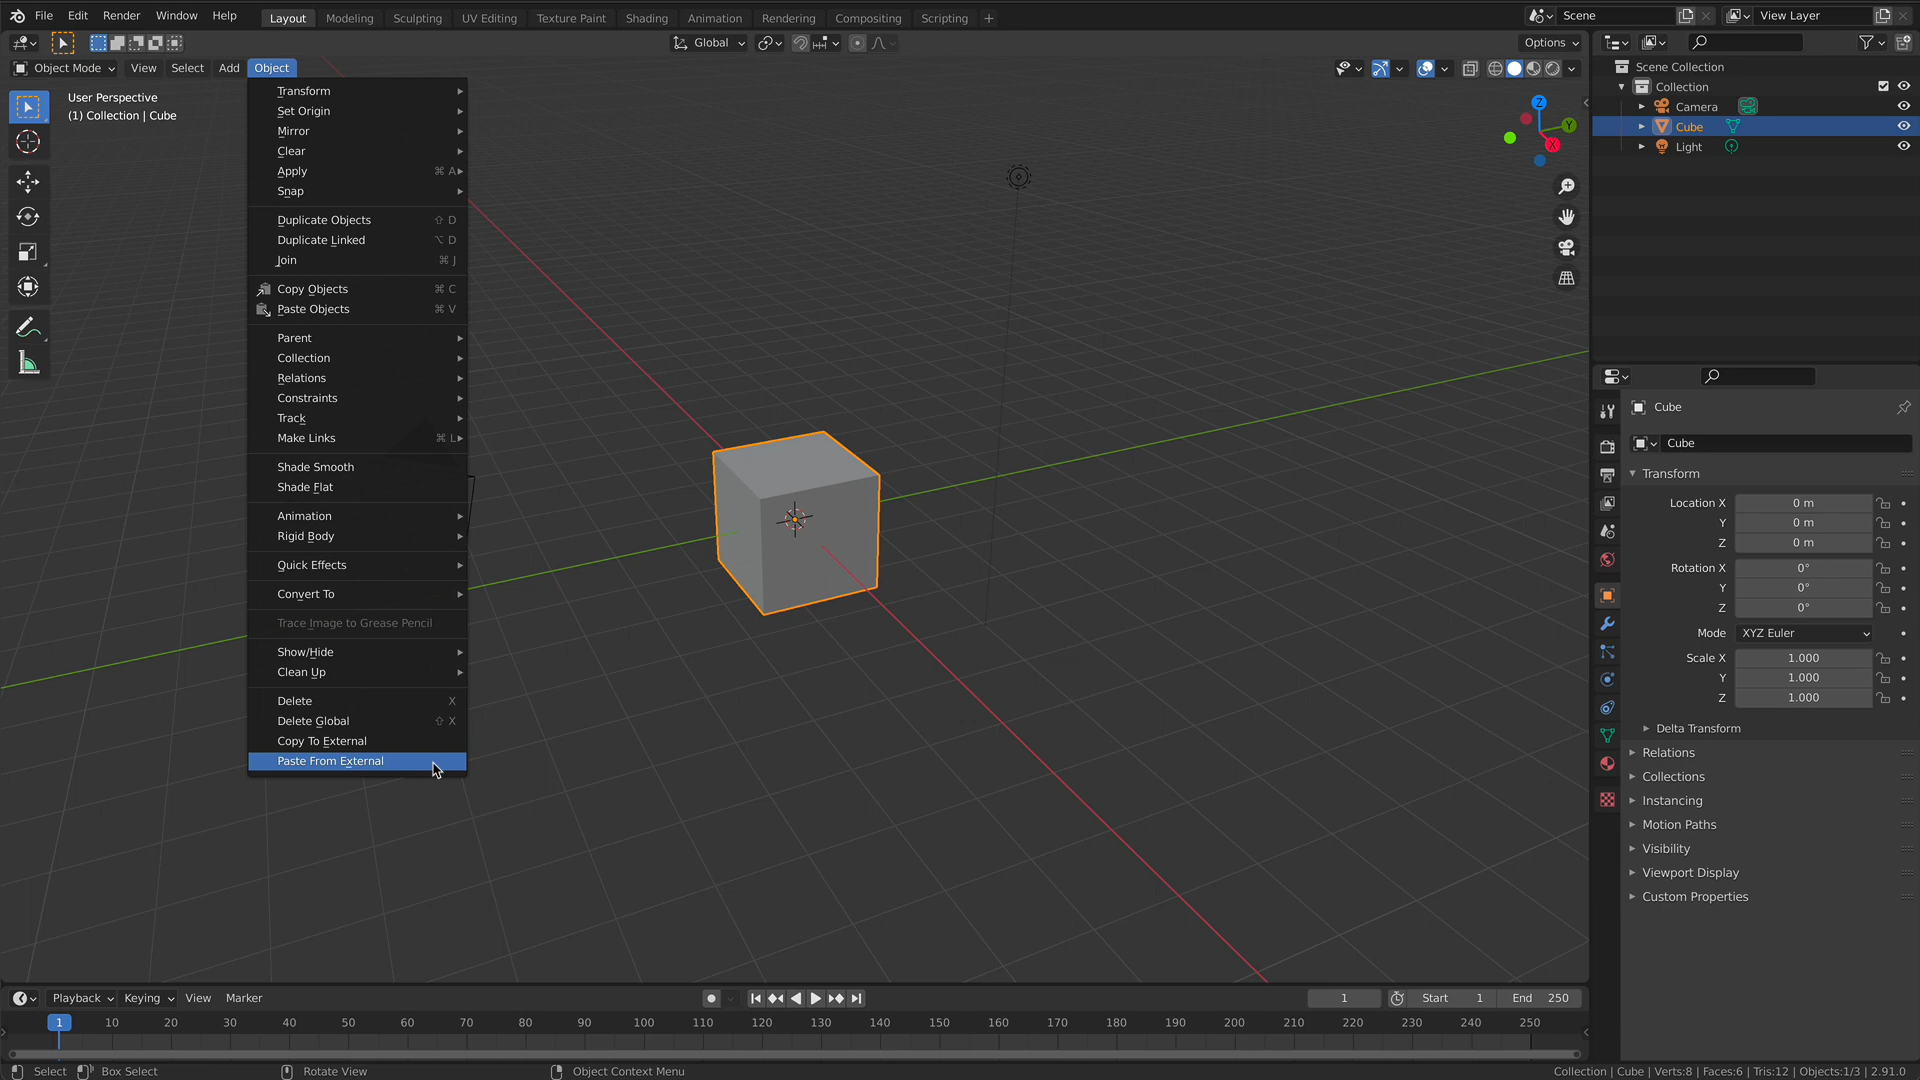 File Edit Render Window Help Layout Modeling Sculpting UV Editing Texture Paint Shading Animation Rendering Compositing Scripting + Scene View Layer
Global Options
Object Mode View Select Add Object
User Perspective
(1) Collection | Cube
Transform
Set Origin
Mirror
Clear
Apply ⌘ A
Snap
Duplicate Objects ⇧ D
Duplicate Linked ⌥ D
Join ⌘ J
Copy Objects ⌘ C
Paste Objects ⌘ V
Parent
Collection
Relations
Constraints
Track
Make Links ⌘ L
Shade Smooth
Shade Flat
Animation
Rigid Body
Quick Effects
Convert To
Trace Image to Grease Pencil
Show/Hide
Clean Up
Delete X
Delete Global ⇧ X
Copy To External
Paste From External
Z
Y
X
Scene Collection
Collection
Camera
Cube
Light
Cube
Cube
Transform
Location X 0 m
Y 0 m
Z 0 m
Rotation X 0°
Y 0°
Z 0°
Mode XYZ Euler
Scale X 1.000
Y 1.000
Z 1.000
Delta Transform
Relations
Collections
Instancing
Motion Paths
Visibility
Viewport Display
Custom Properties
Playback Keying View Marker 1 Start 1 End 250
1 10 20 30 40 50 60 70 80 90 100 110 120 130 140 150 160 170 180 190 200 210 220 230 240 250
Select Box Select Rotate View Object Context Menu Collection | Cube | Verts:8 | Faces:6 | Tris:12 | Objects:1/3 | 2.91.0